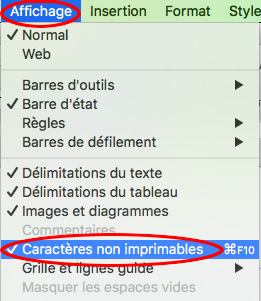 Affichage Insertion Format Style
✓ Normal
Web
Barres d'outils ▶
✓ Barre d'état
Règles ▶
Barres de défilement ▶
✓ Délimitations du texte
✓ Délimitations du tableau
✓ Images et diagrammes
Commentaires
✓ Caractères non imprimables ⌘F10
Grille et lignes guide ▶
Masquer les espaces vides